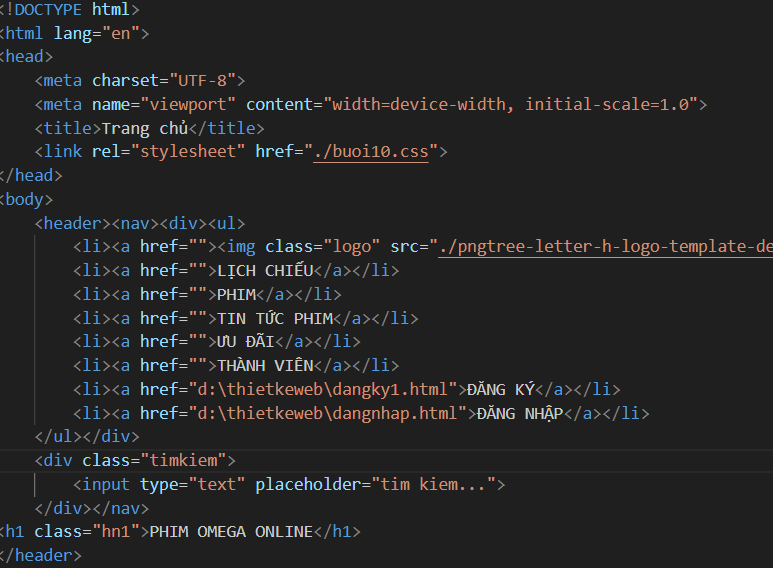 <!DOCTYPE html>
<html lang="en">
<head>
    <meta charset="UTF-8">
    <meta name="viewport" content="width=device-width, initial-scale=1.0">
    <title>Trang chủ</title>
    <link rel="stylesheet" href="./buoi10.css">
</head>
<body>
    <header><nav><div><ul>
        <li><a href=""><img class="logo" src="./pngtree-letter-h-logo-template-de
        <li><a href="">LỊCH CHIẾU</a></li>
        <li><a href="">PHIM</a></li>
        <li><a href="">TIN TỨC PHIM</a></li>
        <li><a href="">ƯU ĐÃI</a></li>
        <li><a href="">THÀNH VIÊN</a></li>
        <li><a href="d:\thietkeweb\dangky1.html">ĐĂNG KÝ</a></li>
        <li><a href="d:\thietkeweb\dangnhap.html">ĐĂNG NHẬP</a></li>
    </ul></div>
    <div class="timkiem">
        <input type="text" placeholder="tim kiem...">
    </div></nav>
<h1 class="hn1">PHIM OMEGA ONLINE</h1>
</header>